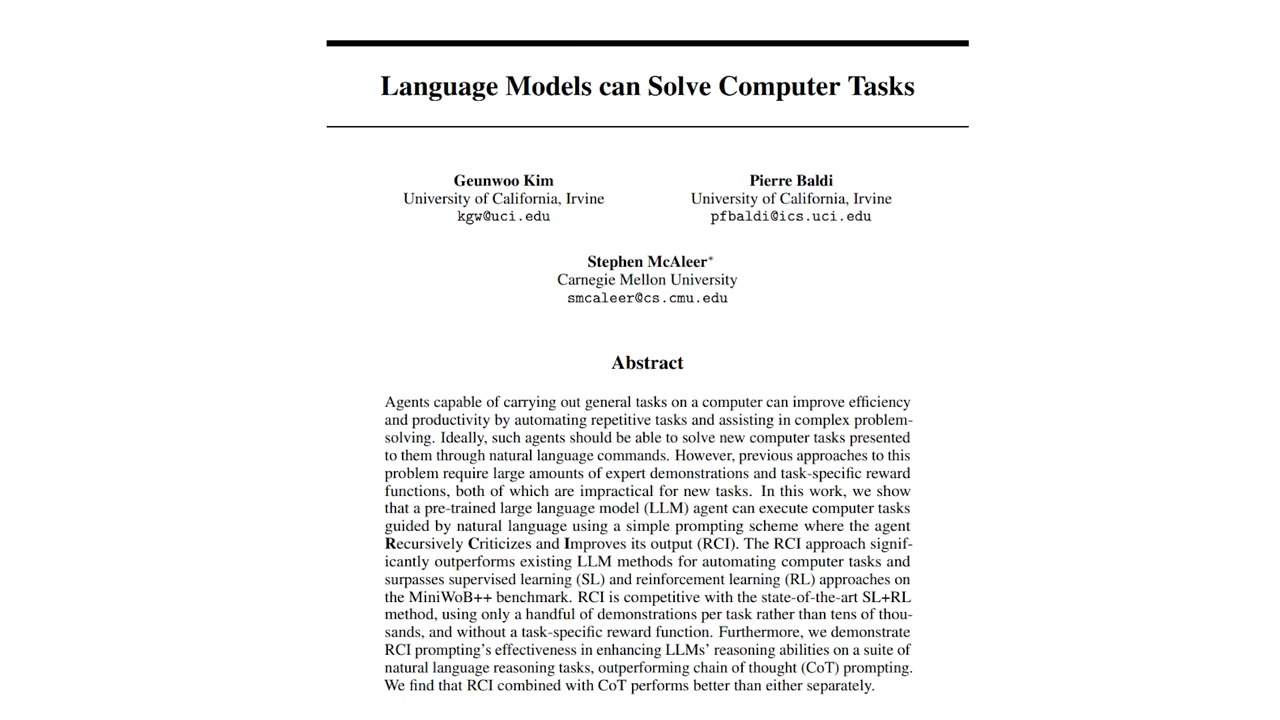 Language Models can Solve Computer Tasks
Geunwoo Kim
University of California, Irvine
kgw@uci.edu
Pierre Baldi
University of California, Irvine
pfbaldi@ics.uci.edu
Stephen McAleer*
Carnegie Mellon University
smcaleer@cs.cmu.edu
Abstract
Agents capable of carrying out general tasks on a computer can improve efficiency
and productivity by automating repetitive tasks and assisting in complex problem-
solving. Ideally, such agents should be able to solve new computer tasks presented
to them through natural language commands. However, previous approaches to this
problem require large amounts of expert demonstrations and task-specific reward
functions, both of which are impractical for new tasks. In this work, we show
that a pre-trained large language model (LLM) agent can execute computer tasks
guided by natural language using a simple prompting scheme where the agent
Recursively Criticizes and Improves its output (RCI). The RCI approach signif-
icantly outperforms existing LLM methods for automating computer tasks and
surpasses supervised learning (SL) and reinforcement learning (RL) approaches on
the MiniWoB++ benchmark. RCI is competitive with the state-of-the-art SL+RL
method, using only a handful of demonstrations per task rather than tens of thou-
sands, and without a task-specific reward function. Furthermore, we demonstrate
RCI prompting's effectiveness in enhancing LLMs' reasoning abilities on a suite of
natural language reasoning tasks, outperforming chain of thought (CoT) prompting.
We find that RCI combined with CoT performs better than either separately.